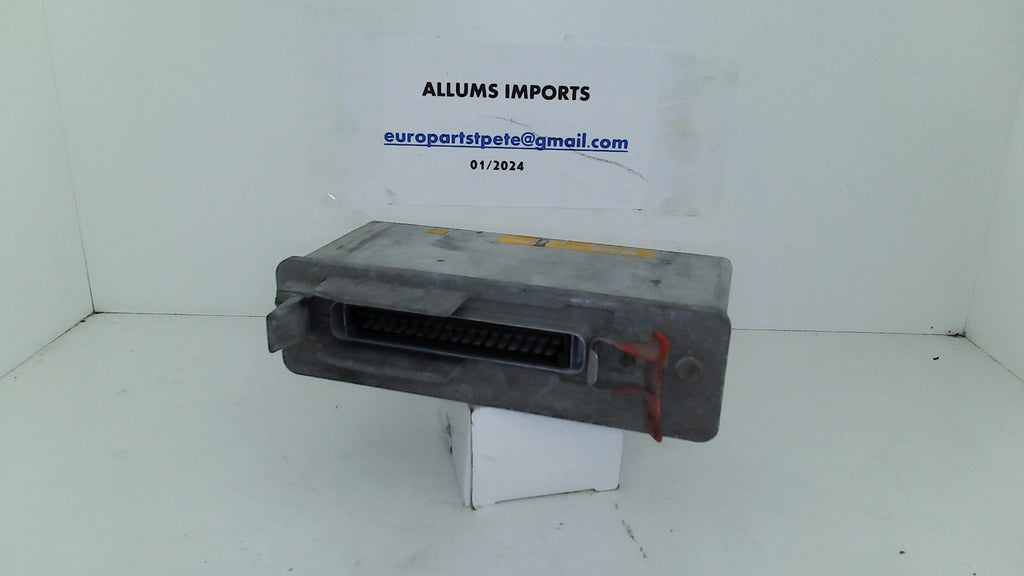 ALLUMS IMPORTS
europartstpete@gmail.com
01/2024